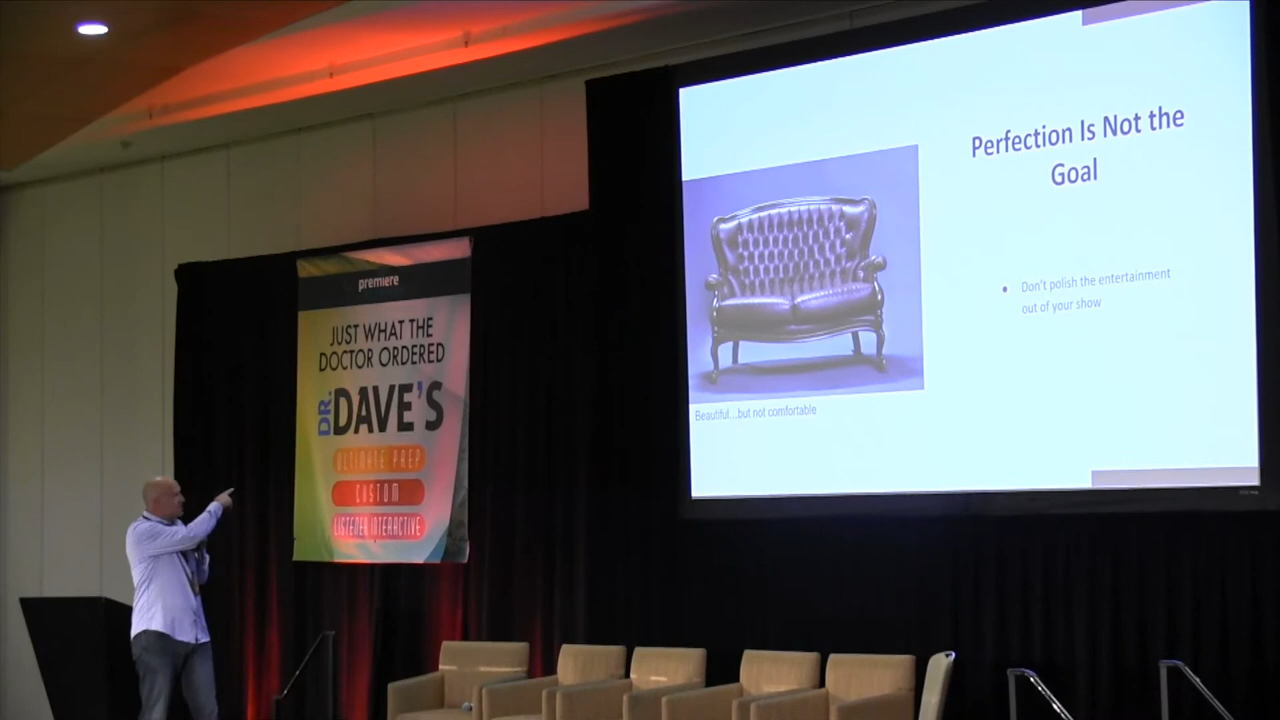 premiere
JUST WHAT THE
DOCTOR ORDERED
DR. DAVE'S
ULTIMATE PREP
CUSTOM
LISTENER INTERACTIVE
Perfection Is Not the
Goal
• Don't polish the entertainment
out of your show
Beautiful...but not comfortable